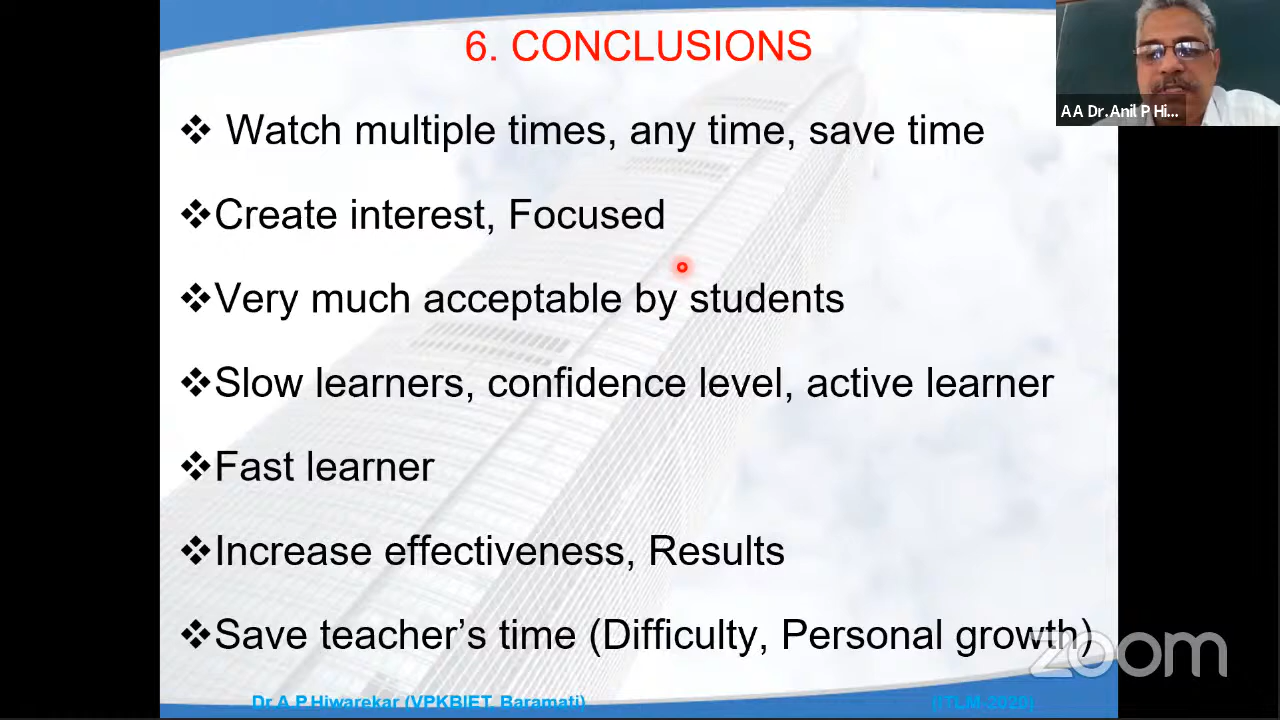 6. CONCLUSIONS
A A Dr.Anil P Hi...
❖ Watch multiple times, any time, save time
❖Create interest, Focused
❖Very much acceptable by students
❖Slow learners, confidence level, active learner
❖Fast learner
❖Increase effectiveness, Results
❖Save teacher’s time (Difficulty, Personal growth)
zoom
Dr A.P.Hiwarekar (VPKBIET, Baramati)
(ITLM-2020)